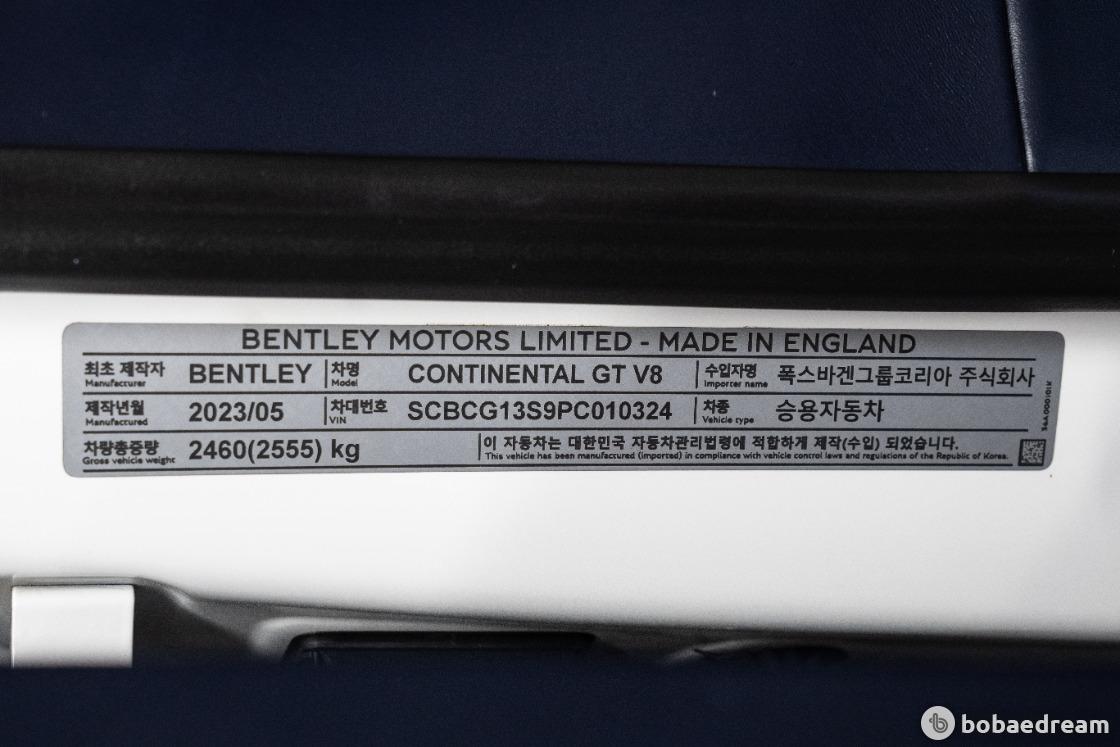 BENTLEY MOTORS LIMITED - MADE IN ENGLAND
최초 제작자 BENTLEY 차명 CONTINENTAL GT V8 수입자명 폭스바겐그룹코리아 주식회사
Manufacturer Model Importer name
제작년월 2023/05 차대번호 SCBCG13S9PC010324 차종 승용자동차
Manufactured VIN Vehicle type
차량총중량 2460(2555) kg 이 자동차는 대한민국 자동차관리법령에 적합하게 제작(수입) 되었습니다.
Gross vehicle weight This vehicle has been manufactured (imported) in compliance with vehicle control laws and regulations of the Republic of Korea.
bobaedream